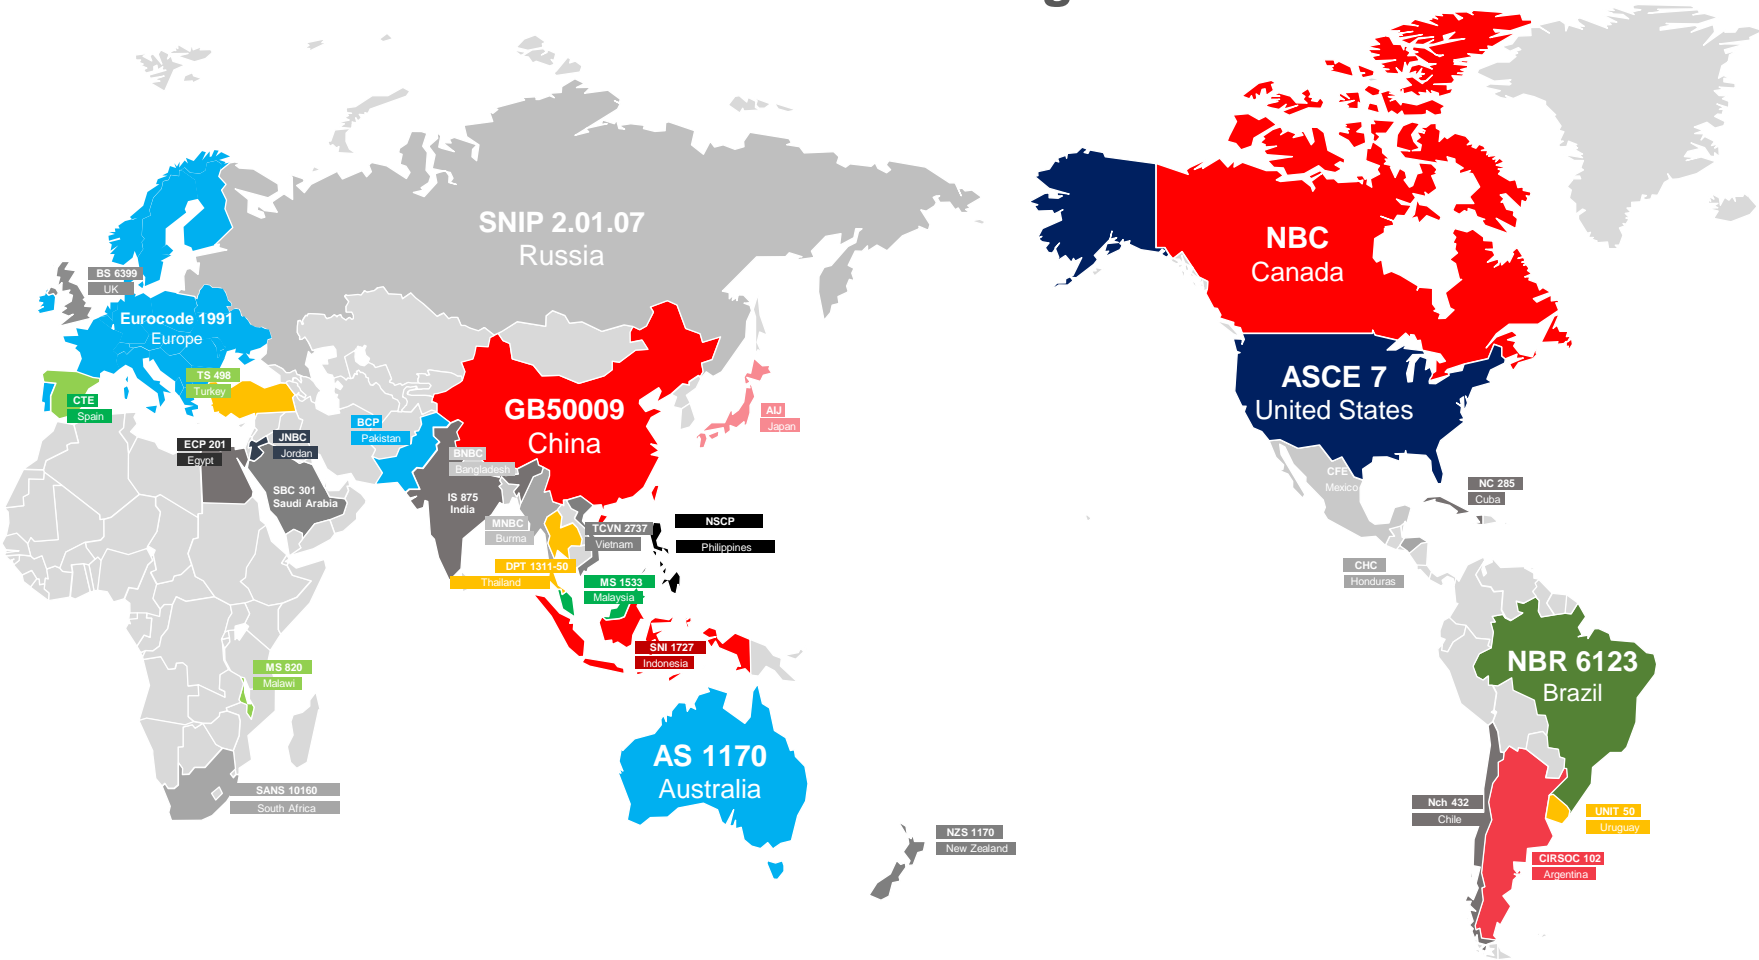 SNIP 2.01.07
Russia
NBC
Canada
BS 6399
UK
Eurocode 1991
Europe
TS 498
Turkey
CTE
Spain
ASCE 7
United States
GB50009
China
AIJ
Japan
BCP
Pakistan
ECP 201
Egypt
JNBC
Jordan
BNBC
Bangladesh
SBC 301
Saudi Arabia
IS 875
India
CFE
Mexico
NC 285
Cuba
MNBC
Burma
TCVN 2737
Vietnam
NSCP
Philippines
DPT 1311-50
Thailand
MS 1533
Malaysia
CHC
Honduras
SNI 1727
Indonesia
MS 820
Malawi
NBR 6123
Brazil
AS 1170
Australia
SANS 10160
South Africa
NZS 1170
New Zealand
Nch 432
Chile
UNIT 50
Uruguay
CIRSOC 102
Argentina